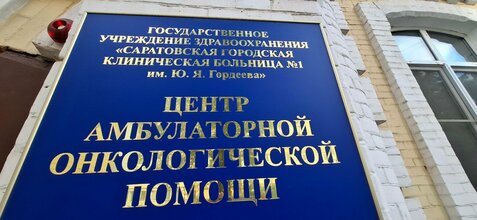 ГОСУДАРСТВЕННОЕ
УЧРЕЖДЕНИЕ ЗДРАВООХРАНЕНИЯ
«САРАТОВСКАЯ ГОРОДСКАЯ
КЛИНИЧЕСКАЯ БОЛЬНИЦА №1
им. Ю. Я. Гордеева»
ЦЕНТР
АМБУЛАТОРНОЙ
ОНКОЛОГИЧЕСКОЙ
ПОМОЩИ